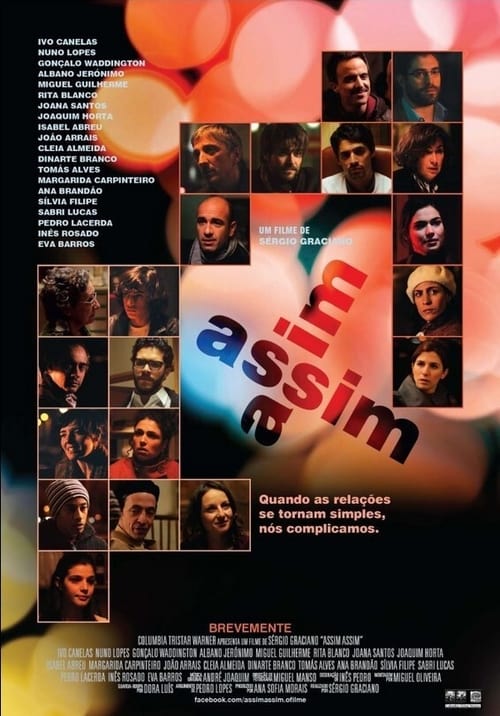 IVO CANELAS
NUNO LOPES
GONÇALO WADDINGTON
ALBANO JERÓNIMO
MIGUEL GUILHERME
RITA BLANCO
JOANA SANTOS
JOAQUIM HORTA
ISABEL ABREU
JOÃO ARRAIS
CLEIA ALMEIDA
DINARTE BRANCO
TOMÁS ALVES
MARGARIDA CARPINTEIRO
ANA BRANDÃO
SÍLVIA FILIPE
SABRI LUCAS
PEDRO LACERDA
INÊS ROSADO
EVA BARROS
UM FILME DE
SÉRGIO GRACIANO
assim
assim
Quando as relações
se tornam simples,
nós complicamos.
BREVEMENTE
COLUMBIA TRISTAR WARNER APRESENTA UM FILME DE SÉRGIO GRACIANO "ASSIM ASSIM"
IVO CANELAS NUNO LOPES GONÇALO WADDINGTON ALBANO JERÓNIMO MIGUEL GUILHERME RITA BLANCO JOANA SANTOS JOAQUIM HORTA
ISABEL ABREU MARGARIDA CARPINTEIRO JOÃO ARRAIS CLEIA ALMEIDA DINARTE BRANCO TOMÁS ALVES ANA BRANDÃO SÍLVIA FILIPE SABRI LUCAS
PEDRO LACERDA INÊS ROSADO EVA BARROS ANDRÉ JOAQUIM MIGUEL MANSO INÊS PEDRO MIGUEL OLIVEIRA
DORA LUÍS PEDRO LOPES ANA SOFIA MORAIS SÉRGIO GRACIANO
facebook.com/assimassim.ofilme